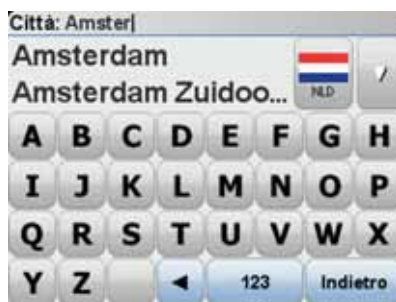 Città: Amster
Amsterdam
Amsterdam Zuidoo...
NLD
A B C D E F G H
I J K L M N O P
Q R S T U V W X
Y Z 123 Indietro